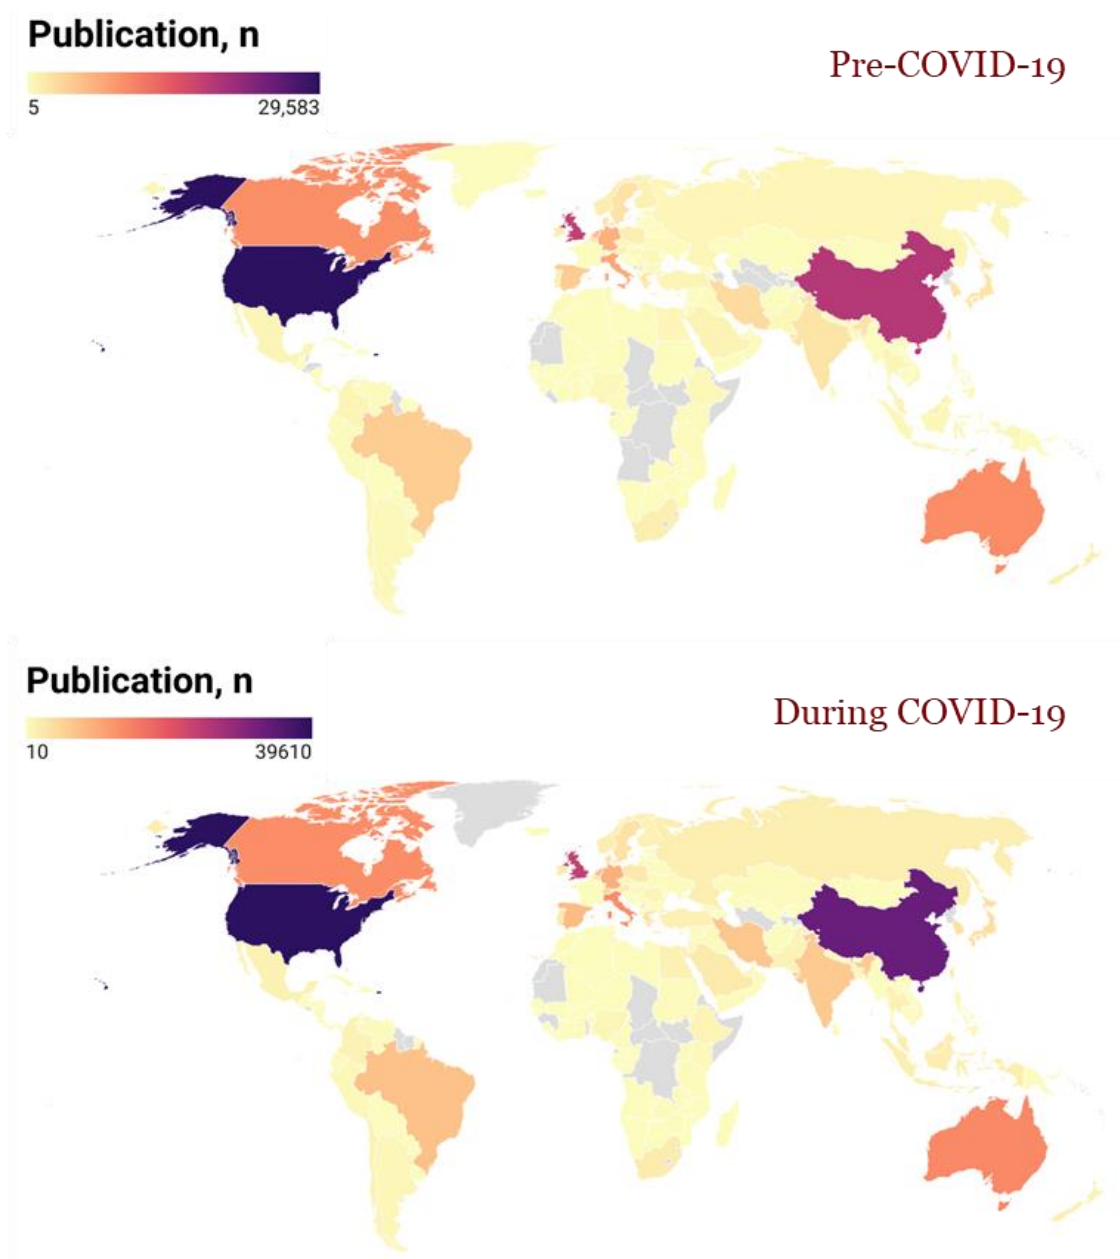 Publication, n
Pre-COVID-19
5 29,583
Publication, n
During COVID-19
10 39610